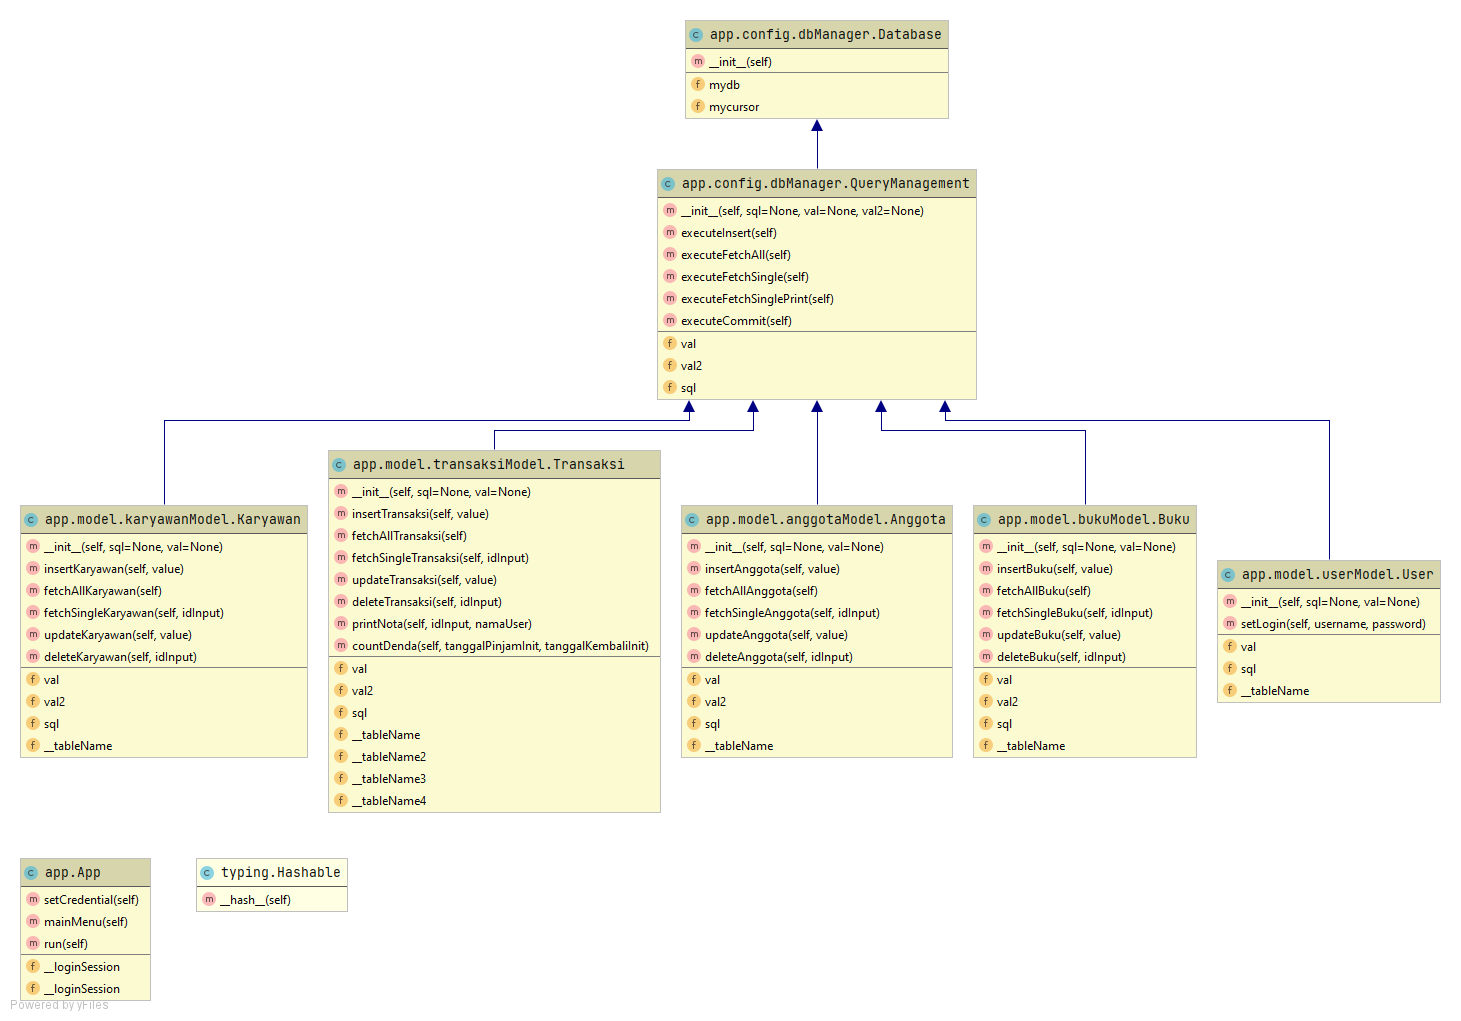 app.config.dbManager.Database
__init__(self)
mydb
mycursor
app.config.dbManager.QueryManagement
__init__(self, sql=None, val=None, val2=None)
executeInsert(self)
executeFetchAll(self)
executeFetchSingle(self)
executeFetchSinglePrint(self)
executeCommit(self)
val
val2
sql
app.model.karyawanModel.Karyawan
__init__(self, sql=None, val=None)
insertKaryawan(self, value)
fetchAllKaryawan(self)
fetchSingleKaryawan(self, idInput)
updateKaryawan(self, value)
deleteKaryawan(self, idInput)
val
val2
sql
__tableName
app.model.transaksiModel.Transaksi
__init__(self, sql=None, val=None)
insertTransaksi(self, value)
fetchAllTransaksi(self)
fetchSingleTransaksi(self, idInput)
updateTransaksi(self, value)
deleteTransaksi(self, idInput)
printNota(self, idInput, namaUser)
countDenda(self, tanggalPinjamInit, tanggalKembaliInit)
val
val2
sql
__tableName
__tableName2
__tableName3
__tableName4
app.model.anggotaModel.Anggota
__init__(self, sql=None, val=None)
insertAnggota(self, value)
fetchAllAnggota(self)
fetchSingleAnggota(self, idInput)
updateAnggota(self, value)
deleteAnggota(self, idInput)
val
val2
sql
__tableName
app.model.bukuModel.Buku
__init__(self, sql=None, val=None)
insertBuku(self, value)
fetchAllBuku(self)
fetchSingleBuku(self, idInput)
updateBuku(self, value)
deleteBuku(self, idInput)
val
val2
sql
__tableName
app.model.userModel.User
__init__(self, sql=None, val=None)
setLogin(self, username, password)
val
sql
__tableName
app.App
setCredential(self)
mainMenu(self)
run(self)
__loginSession
__loginSession
typing.Hashable
__hash__(self)
Powered by yFiles